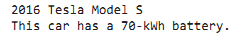 2016 Tesla Model S
This car has a 70-kWh battery.